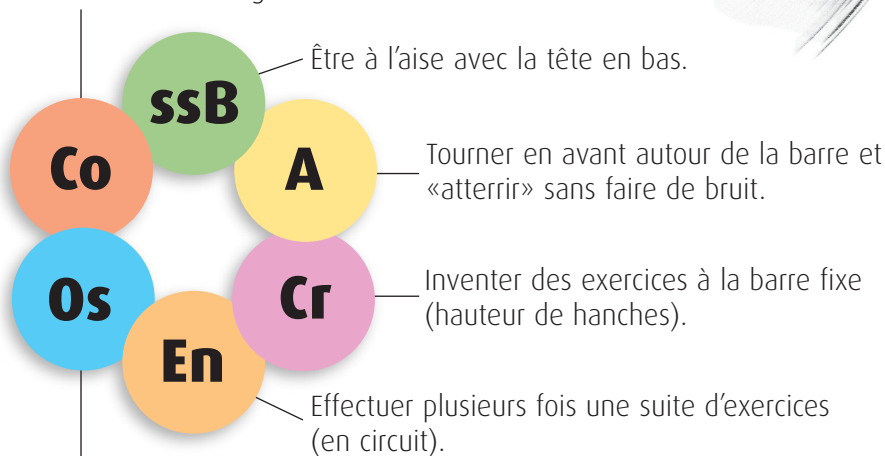 ssB
Être à l'aise avec la tête en bas.
Co
A
Tourner en avant autour de la barre et
«atterrir» sans faire de bruit.
Os
Cr
Inventer des exercices à la barre fixe
(hauteur de hanches).
En
Effectuer plusieurs fois une suite d'exercices
(en circuit).